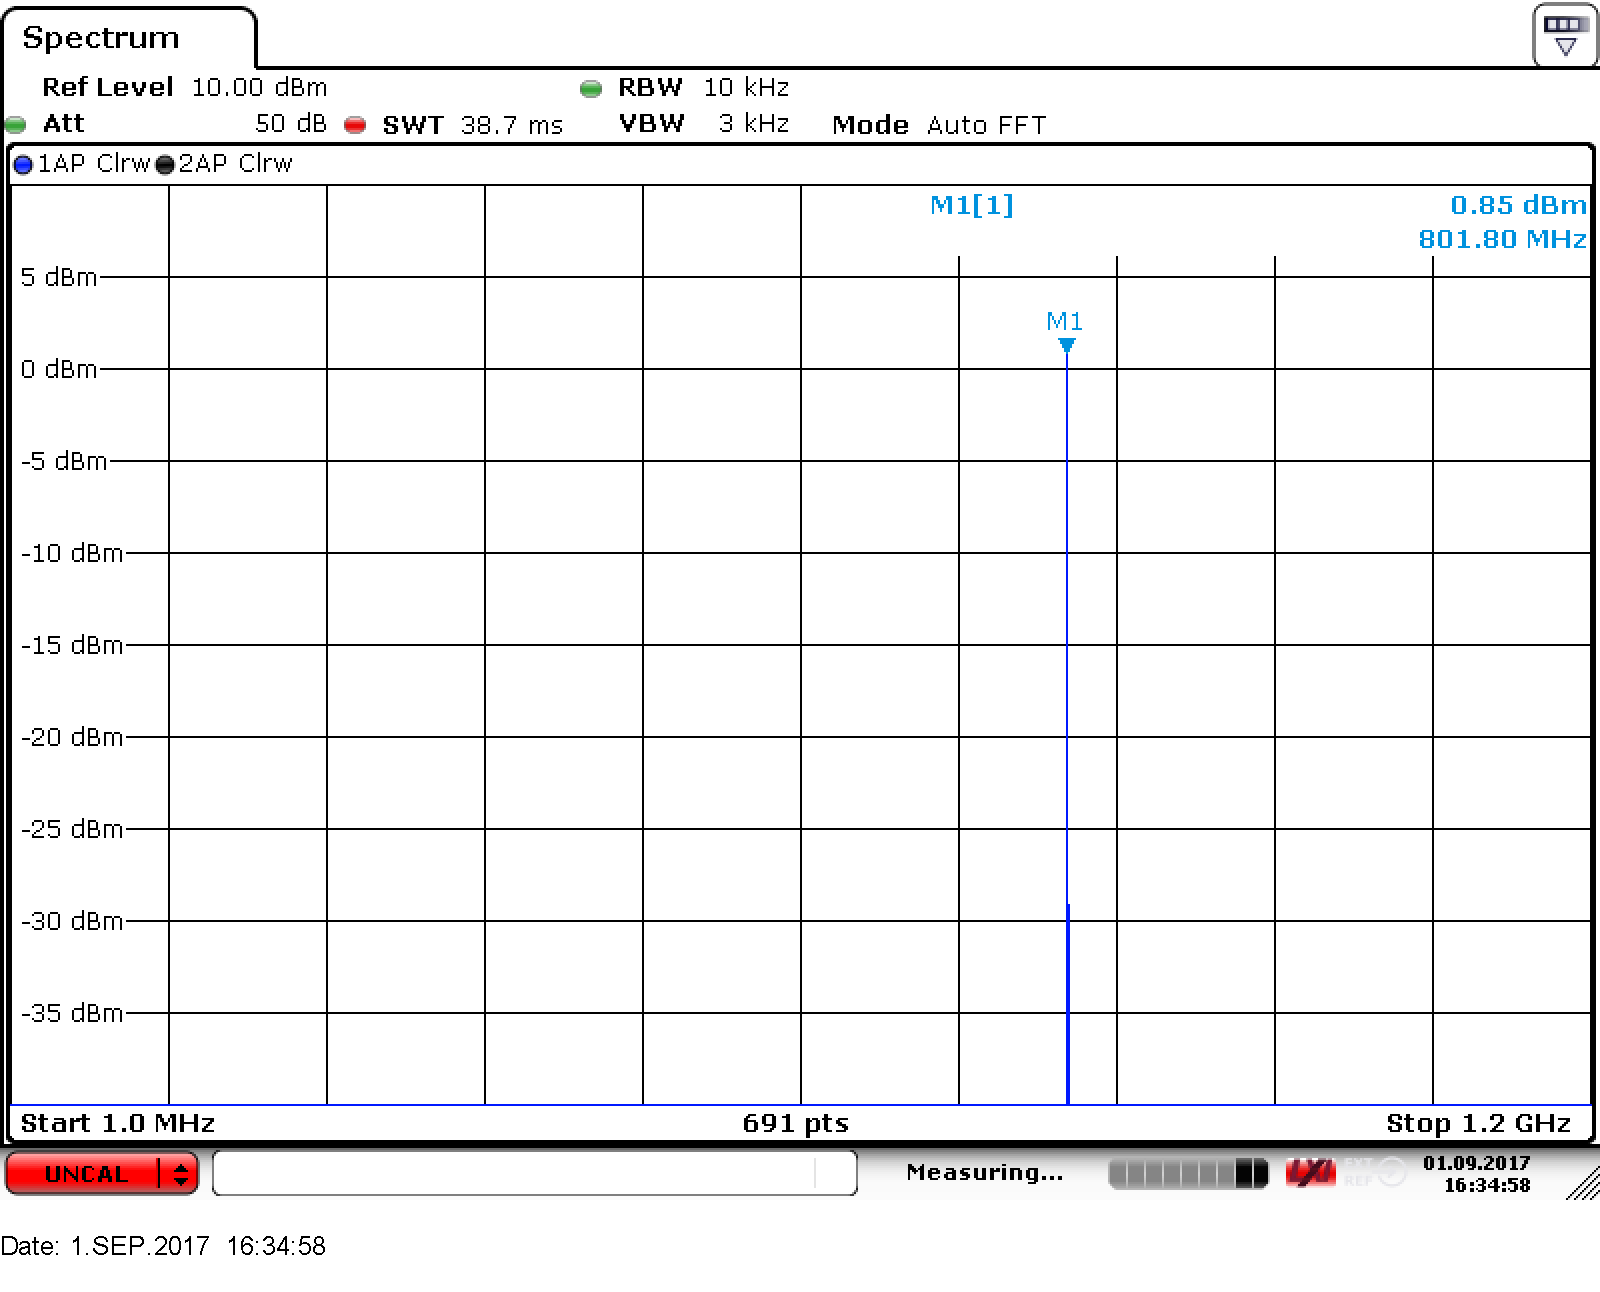 Spectrum
Ref Level 10.00 dBm RBW 10 kHz
Att 50 dB SWT 38.7 ms VBW 3 kHz Mode Auto FFT
1AP Clrw 2AP Clrw
M1[1] 0.85 dBm
801.80 MHz
5 dBm
M1
0 dBm
-5 dBm
-10 dBm
-15 dBm
-20 dBm
-25 dBm
-30 dBm
-35 dBm
Start 1.0 MHz 691 pts Stop 1.2 GHz
UNCAL Measuring... LXI EXT REF 01.09.2017
16:34:58
Date: 1.SEP.2017 16:34:58